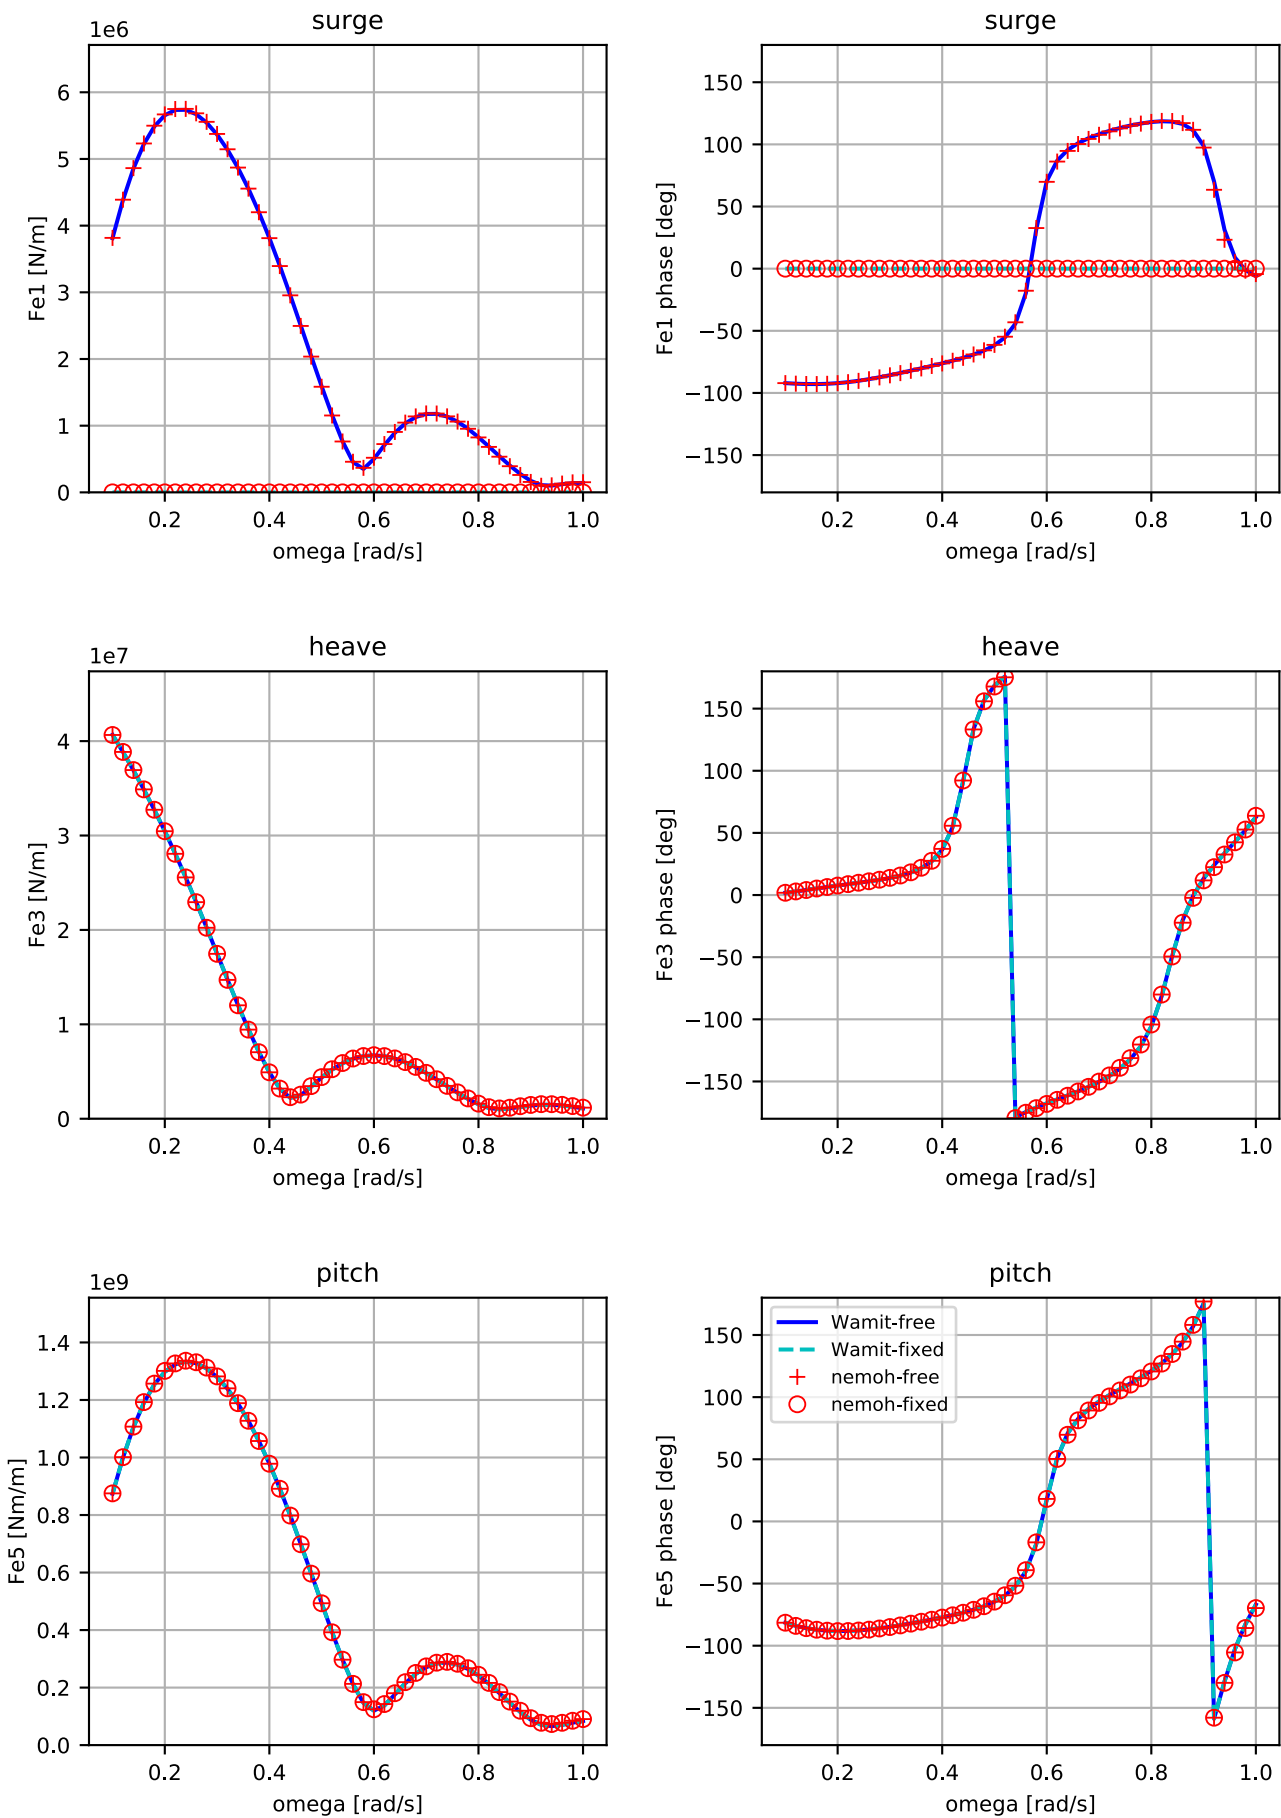 surge
1e6
6
5
4
3
2
1
0
Fe1 [N/m]
0.2 0.4 0.6 0.8 1.0
omega [rad/s]
surge
150
100
50
0
−50
−100
−150
Fe1 phase [deg]
0.2 0.4 0.6 0.8 1.0
omega [rad/s]
heave
1e7
4
3
2
1
0
Fe3 [N/m]
0.2 0.4 0.6 0.8 1.0
omega [rad/s]
heave
150
100
50
0
−50
−100
−150
Fe3 phase [deg]
0.2 0.4 0.6 0.8 1.0
omega [rad/s]
pitch
1e9
1.4
1.2
1.0
0.8
0.6
0.4
0.2
0.0
Fe5 [Nm/m]
0.2 0.4 0.6 0.8 1.0
omega [rad/s]
pitch
Wamit-free
Wamit-fixed
nemoh-free
nemoh-fixed
150
100
50
0
−50
−100
−150
Fe5 phase [deg]
0.2 0.4 0.6 0.8 1.0
omega [rad/s]